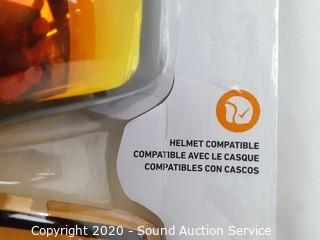 HELMET COMPATIBLE
COMPATIBLE AVEC LE CASQUE
COMPATIBLES CON CASCOS
Copyright 2020 - Sound Auction Service